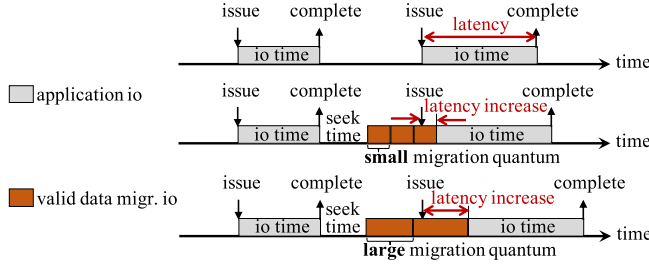 issue complete issue complete
latency
io time io time
time
application io
issue complete issue complete
seek time latency increase
io time io time
time
small migration quantum
valid data migr. io
issue complete issue complete
seek time latency increase
io time io time
time
large migration quantum